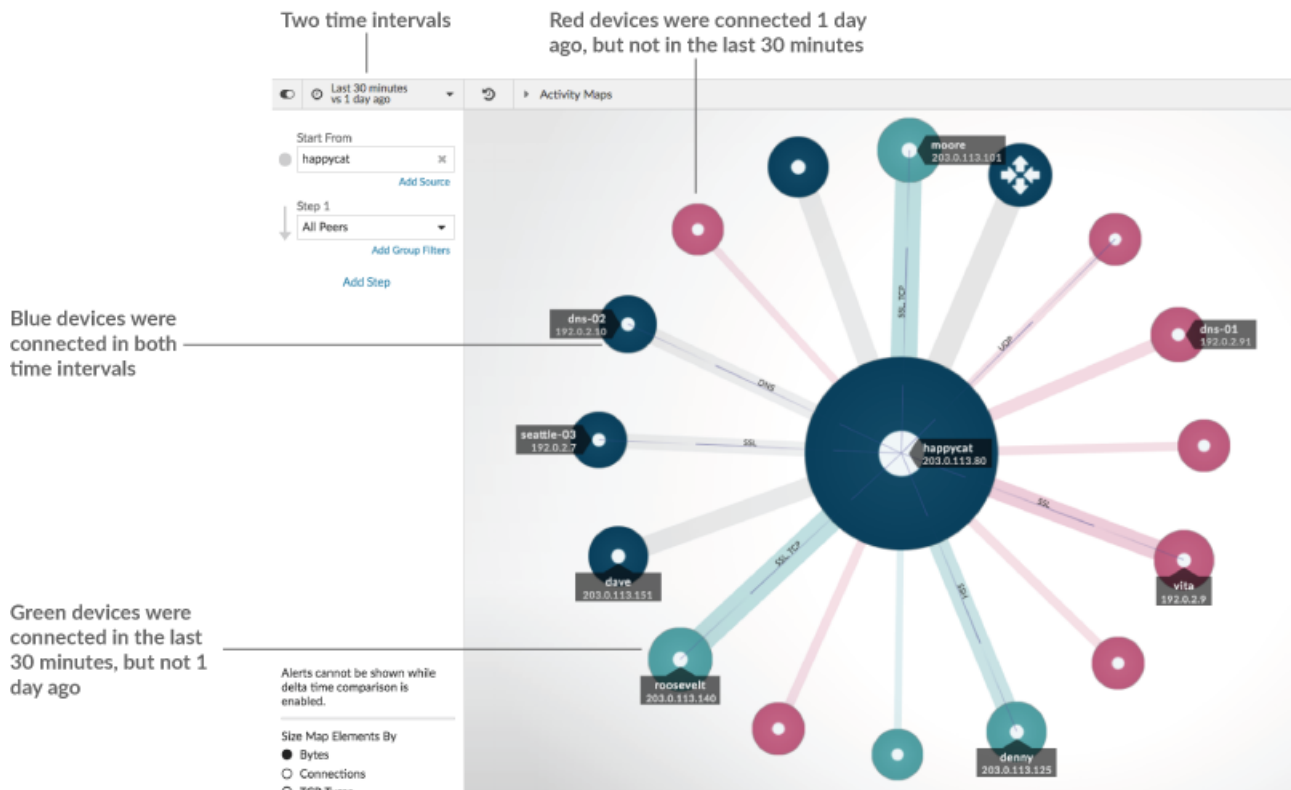 Two time intervals
Red devices were connected 1 day
ago, but not in the last 30 minutes
Last 30 minutes
vs 1 day ago
Activity Maps
Start From
happycat
Add Source
Step 1
All Peers
Add Group Filters
Add Step
Blue devices were
connected in both
time intervals
Green devices were
connected in the last
30 minutes, but not 1
day ago
Alerts cannot be shown while
delta time comparison is
enabled.
Size Map Elements By
Bytes
Connections
moore
203.0.113.101
SSL, TCP
UDP
dns-01
192.0.2.91
dns-02
192.0.2.10
DNS
seattle-03
192.0.2.7
SSL
happycat
203.0.113.80
SSL
vita
192.0.2.9
dave
203.0.113.151
SSL, TCP
SSH
roosevelt
203.0.113.140
denny
203.0.113.125